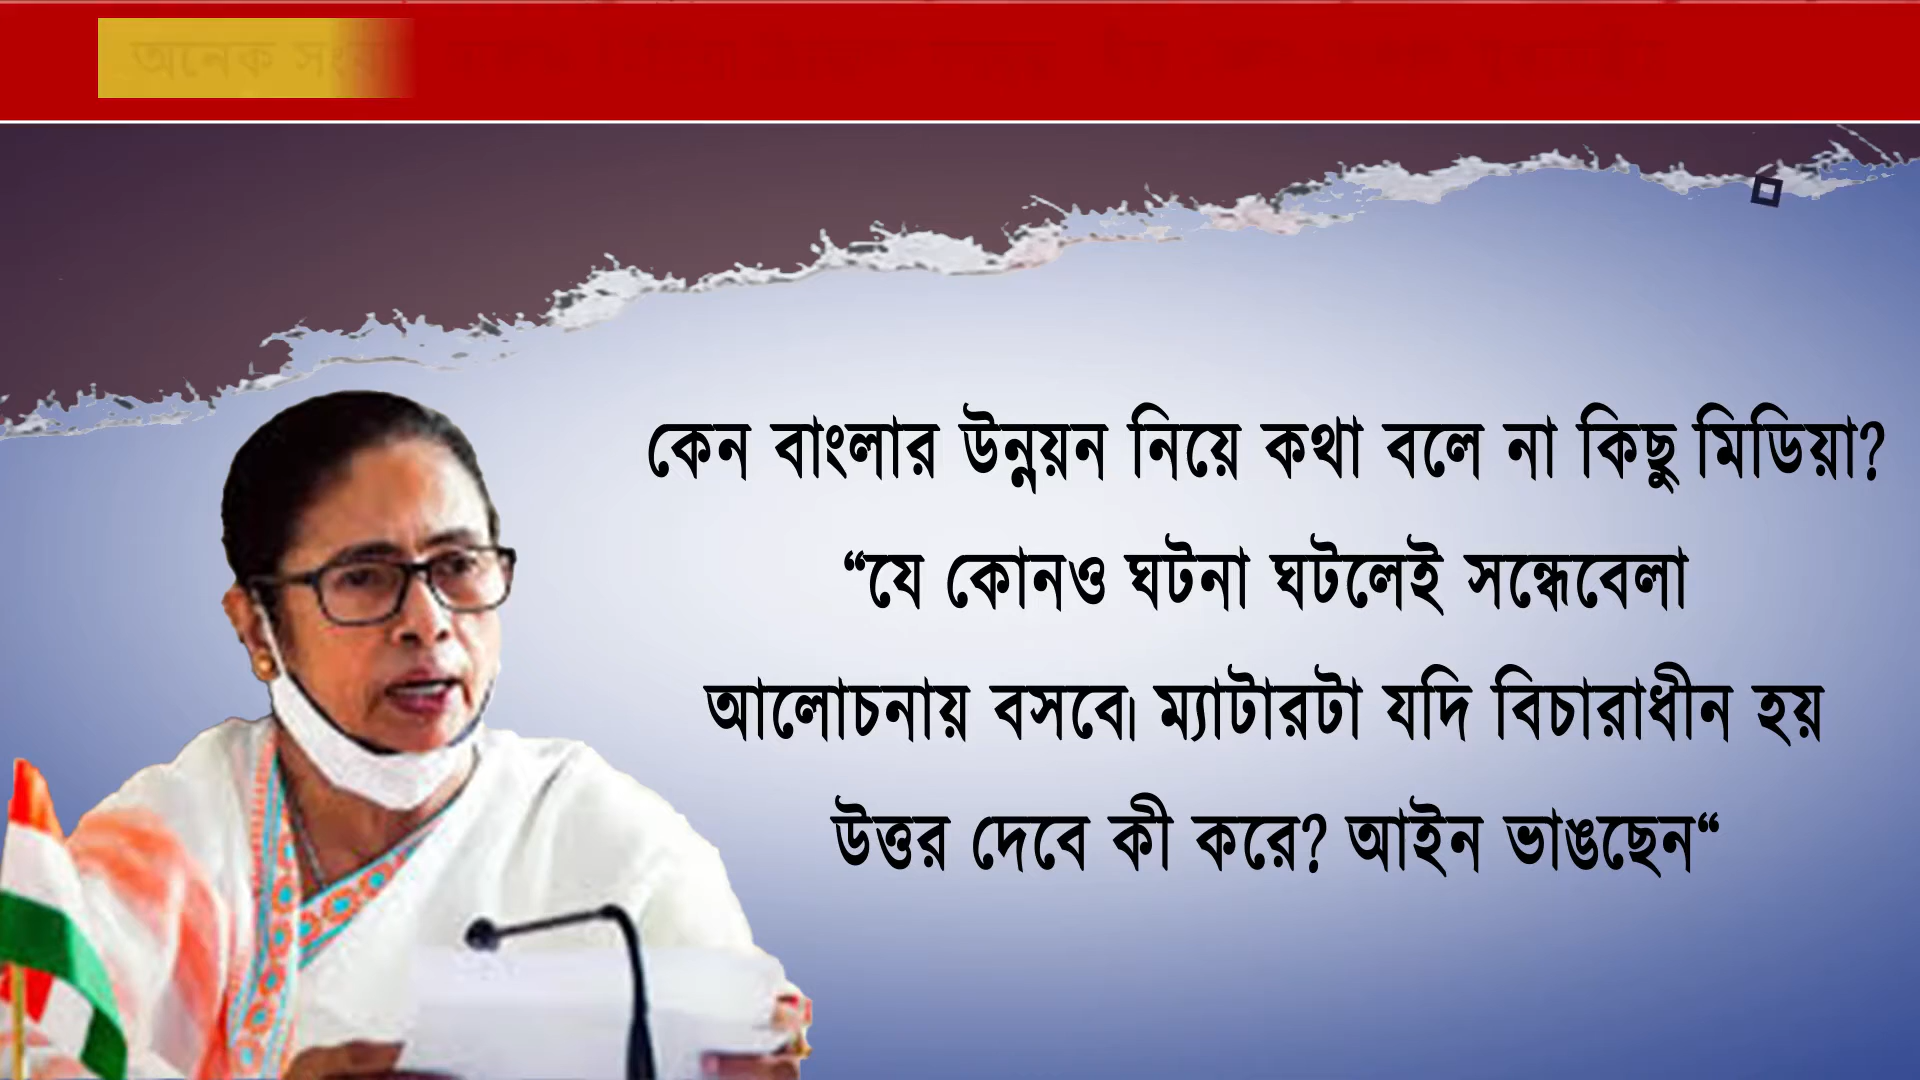 অনেক
কেন বাংলার উন্নয়ন নিয়ে কথা বলে না কিছু মিডিয়া?
“যে কোনও ঘটনা ঘটলেই সন্ধেবেলা
আলোচনায় বসবে। ম্যাটারটা যদি বিচারাধীন হয়
উত্তর দেবে কী করে? আইন ভাঙছেন“